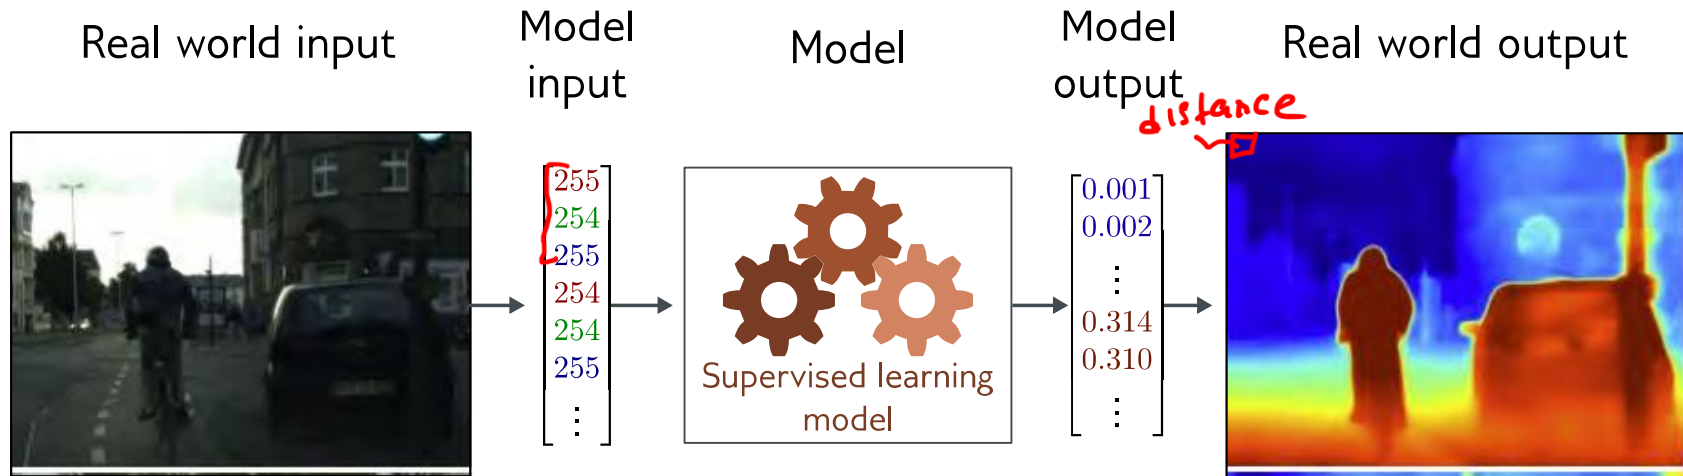 Real world input
Model
input
Model
Model
output
Real world output
distance
255
254
255
254
254
255
⋮
Supervised learning
model
0.001
0.002
⋮
0.314
0.310
⋮